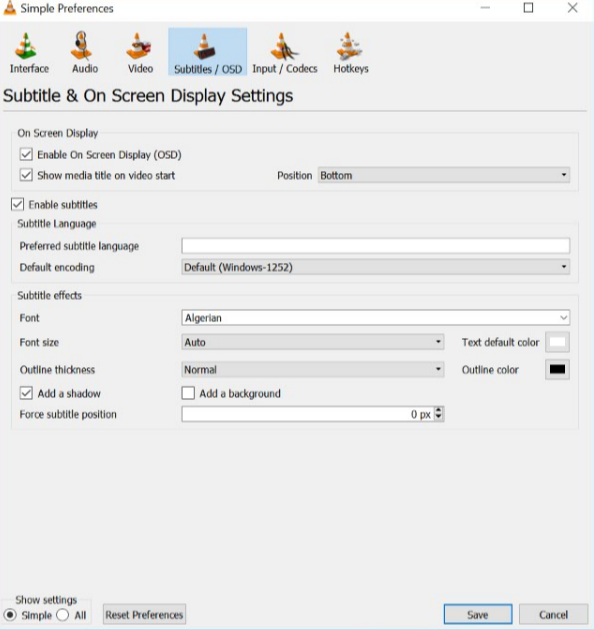 Simple Preferences
Interface Audio Video Subtitles / OSD Input / Codecs Hotkeys
Subtitle & On Screen Display Settings
On Screen Display
Enable On Screen Display (OSD)
Show media title on video start Position Bottom
Enable subtitles
Subtitle Language
Preferred subtitle language
Default encoding Default (Windows-1252)
Subtitle effects
Font Algerian
Font size Auto Text default color
Outline thickness Normal Outline color
Add a shadow Add a background
Force subtitle position 0 px
Show settings
Simple All Reset Preferences Save Cancel